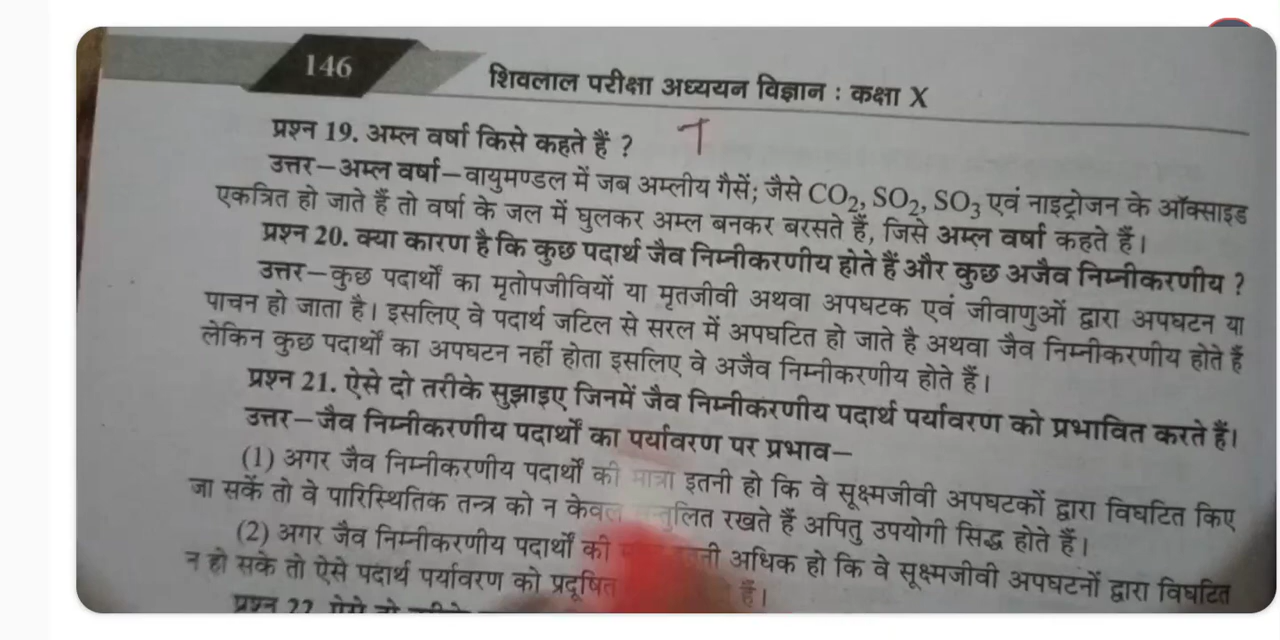 146
शिवलाल परीक्षा अध्ययन विज्ञान : कक्षा X
प्रश्न 19. अम्ल वर्षा किसे कहते हैं ?
उत्तर–अम्ल वर्षा–वायुमण्डल में जब अम्लीय गैसें; जैसे CO2, SO2, SO3 एवं नाइट्रोजन के ऑक्साइड
एकत्रित हो जाते हैं तो वर्षा के जल में घुलकर अम्ल बनकर बरसते हैं, जिसे अम्ल वर्षा कहते हैं।
प्रश्न 20. क्या कारण है कि कुछ पदार्थ जैव निम्नीकरणीय होते हैं और कुछ अजैव निम्नीकरणीय ?
उत्तर–कुछ पदार्थों का मृतोपजीवियों या मृतजीवी अथवा अपघटक एवं जीवाणुओं द्वारा अपघटन या
पाचन हो जाता है। इसलिए वे पदार्थ जटिल से सरल में अपघटित हो जाते है अथवा जैव निम्नीकरणीय होते हैं
लेकिन कुछ पदार्थों का अपघटन नहीं होता इसलिए वे अजैव निम्नीकरणीय होते हैं।
प्रश्न 21. ऐसे दो तरीके सुझाइए जिनमें जैव निम्नीकरणीय पदार्थ पर्यावरण को प्रभावित करते हैं।
उत्तर–जैव निम्नीकरणीय पदार्थों का पर्यावरण पर प्रभाव–
(1) अगर जैव निम्नीकरणीय पदार्थों की मात्रा इतनी हो कि वे सूक्ष्मजीवी अपघटकों द्वारा विघटित किए
जा सकें तो वे पारिस्थितिक तन्त्र को न केवल रखते हैं अपितु उपयोगी सिद्ध होते हैं।
(2) अगर जैव निम्नीकरणीय पदार्थों की अधिक हो कि वे सूक्ष्मजीवी अपघटनों द्वारा विघटित
न हो सके तो ऐसे पदार्थ पर्यावरण को प्रदूषित हैं।